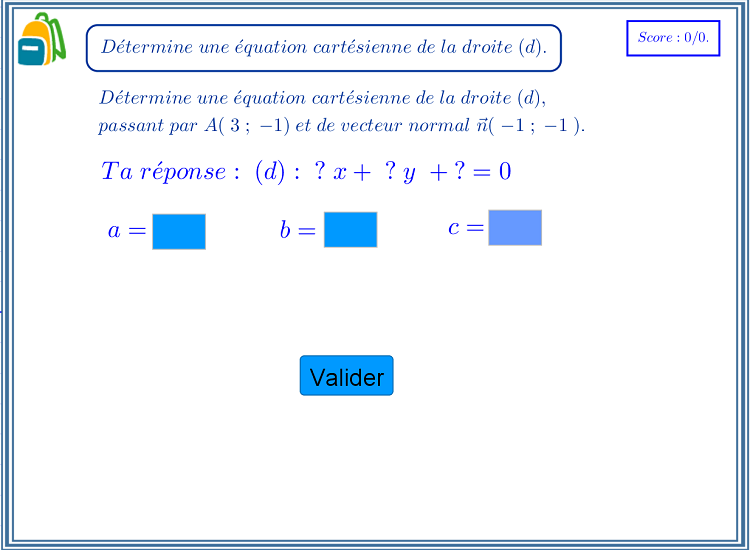 Détermine une équation cartésienne de la droite (d).
Score : 0/0.
Détermine une équation cartésienne de la droite (d),
passant par A( 3 ; −1) et de vecteur normal n⃗( −1 ; −1 ).
Ta réponse : (d) : ? x + ? y + ? = 0
a = b = c =
Valider